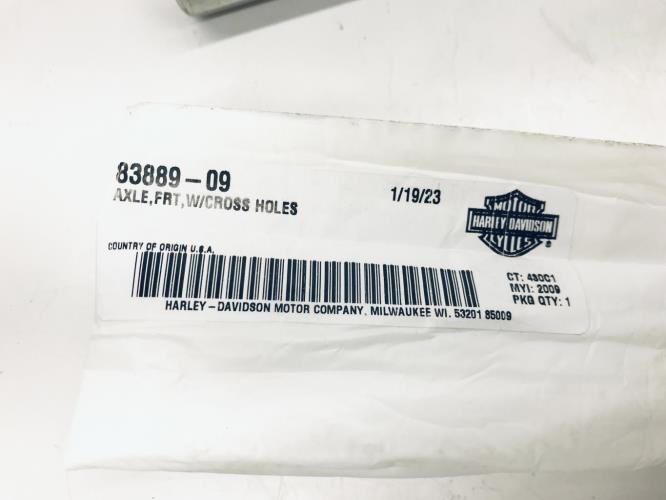 83889-09
AXLE,FRT,W/CROSS HOLES
1/19/23
MOTOR
HARLEY-DAVIDSON
CYCLES
®
COUNTRY OF ORIGIN U.S.A.
CT: 430C1
MYI: 2009
PKG QTY: 1
HARLEY-DAVIDSON MOTOR COMPANY, MILWAUKEE WI. 53201 85009